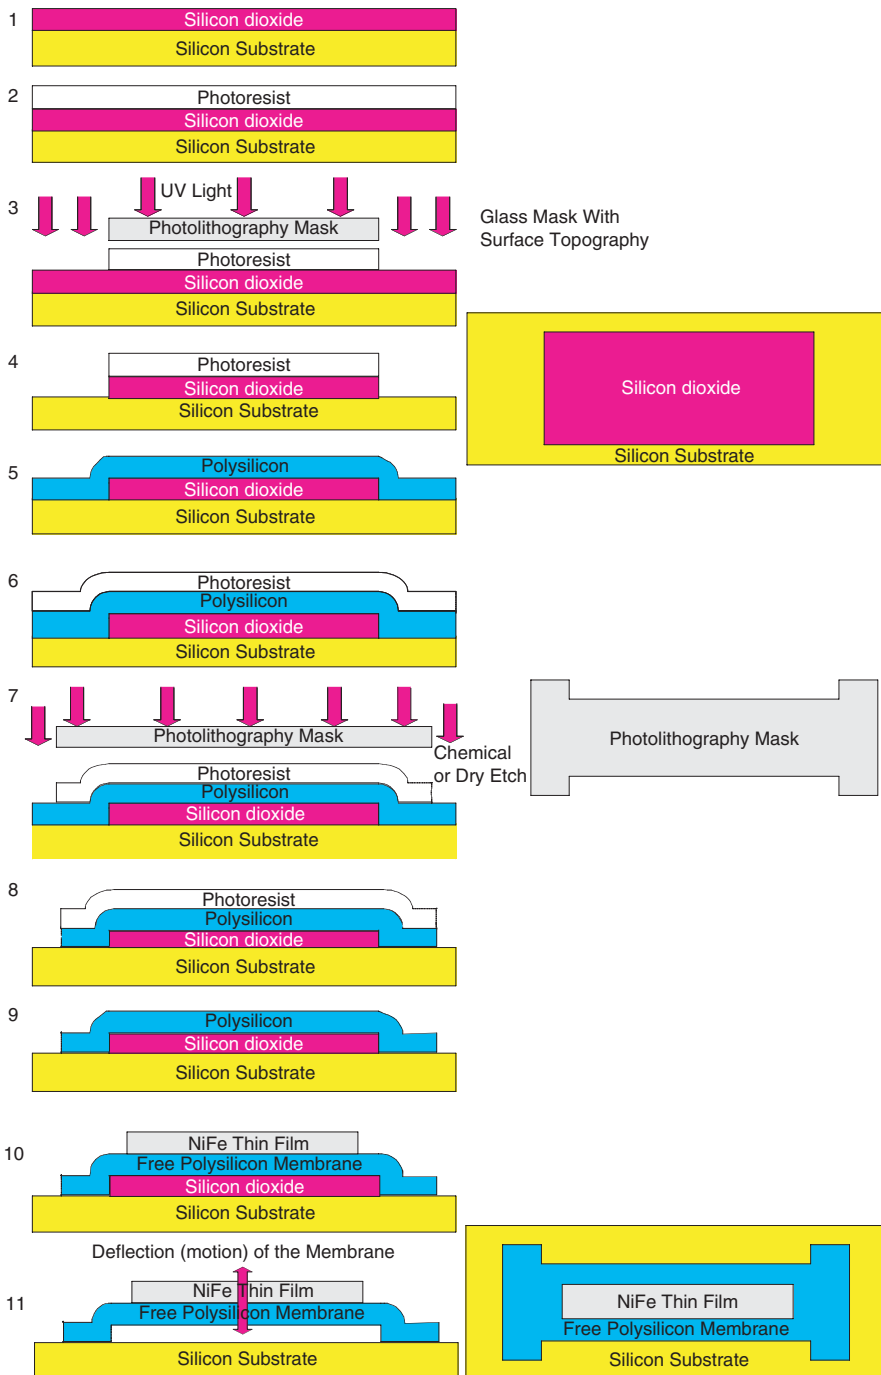 1
Silicon dioxide
Silicon Substrate
2
Photoresist
Silicon dioxide
Silicon Substrate
3
UV Light
Photolithography Mask
Glass Mask With
Surface Topography
Photoresist
Silicon dioxide
Silicon Substrate
4
Photoresist
Silicon dioxide
Silicon Substrate
Silicon dioxide
Silicon Substrate
5
Polysilicon
Silicon dioxide
Silicon Substrate
6
Photoresist
Polysilicon
Silicon dioxide
Silicon Substrate
7
Photolithography Mask
Chemical
or Dry Etch
Photolithography Mask
Photoresist
Polysilicon
Silicon dioxide
Silicon Substrate
8
Photoresist
Polysilicon
Silicon dioxide
Silicon Substrate
9
Polysilicon
Silicon dioxide
Silicon Substrate
10
NiFe Thin Film
Free Polysilicon Membrane
Silicon dioxide
Silicon Substrate
Deflection (motion) of the Membrane
11
NiFe Thin Film
Free Polysilicon Membrane
Silicon Substrate
NiFe Thin Film
Free Polysilicon Membrane
Silicon Substrate